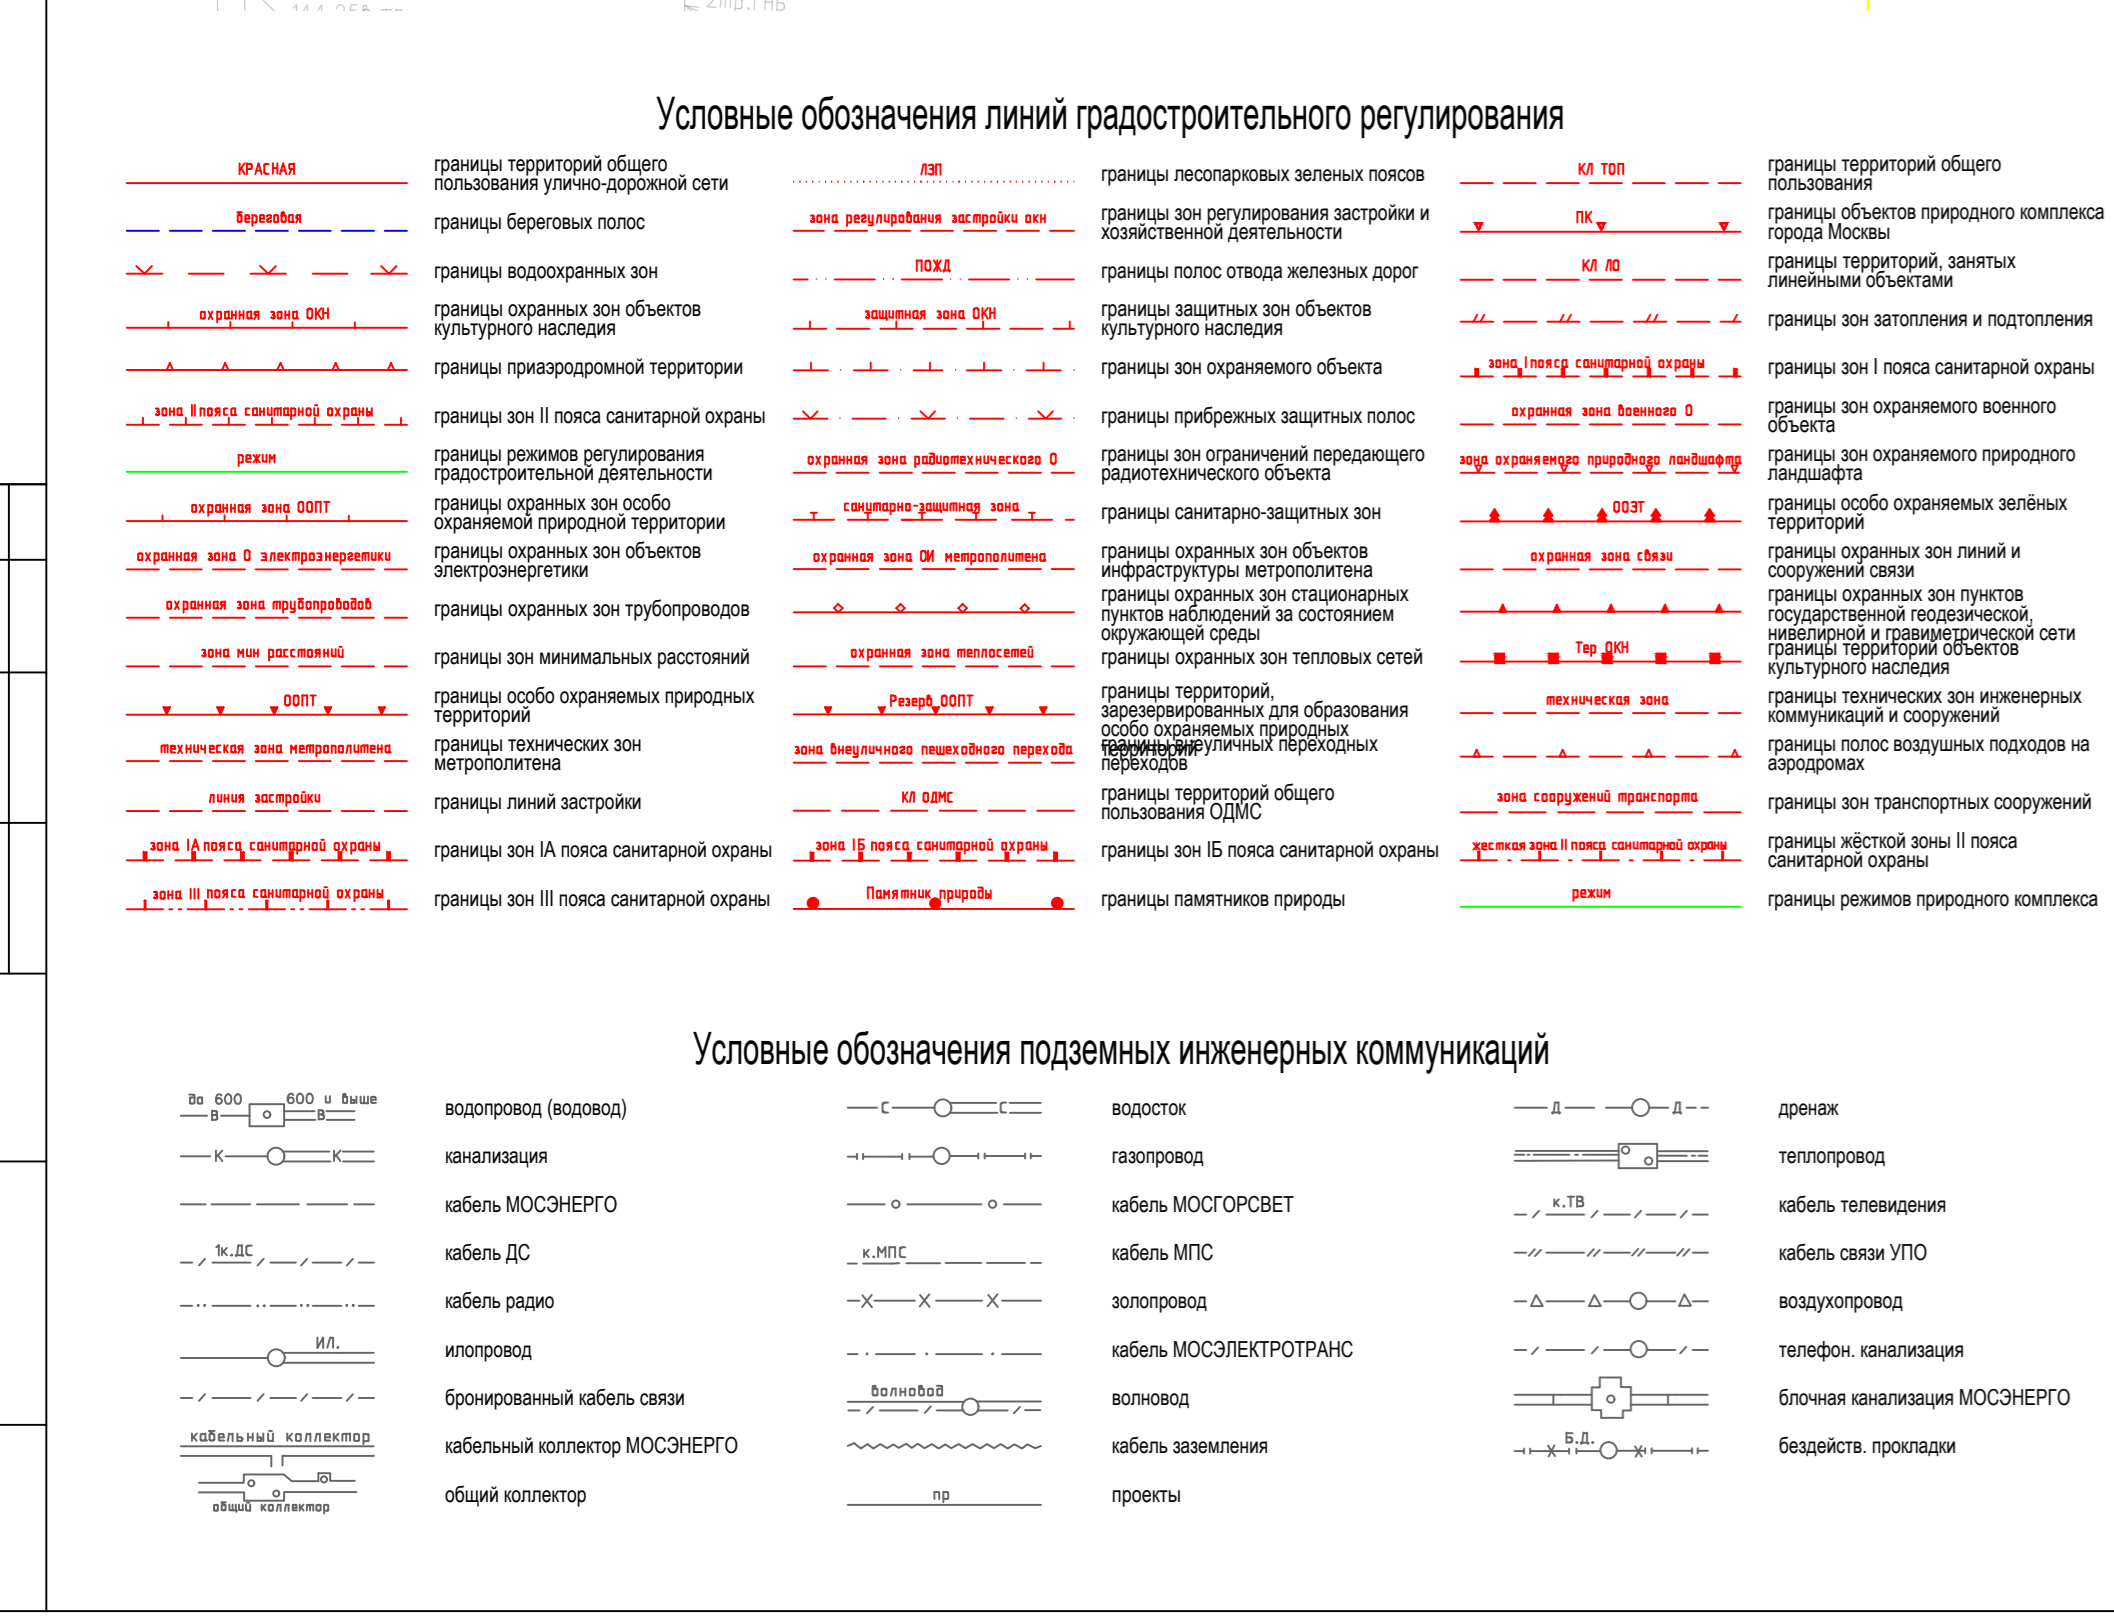 2тр.ГНБ
Условные обозначения линий градостроительного регулирования
КРАСНАЯ
границы территорий общего
пользования улично-дорожной сети
ЛЗП
границы лесопарковых зеленых поясов
КЛ ТОП
границы территорий общего
пользования
береговая
границы береговых полос
зона регулирования застройки окн
границы зон регулирования застройки и
хозяйственной деятельности
ПК
границы объектов природного комплекса
города Москвы
границы водоохранных зон
ПОЖД
границы полос отвода железных дорог
КЛ ЛО
границы территорий, занятых
линейными объектами
охранная зона ОКН
границы охранных зон объектов
культурного наследия
защитная зона ОКН
границы защитных зон объектов
культурного наследия
границы зон затопления и подтопления
границы приаэродромной территории
границы зон охраняемого объекта
зона I пояса санитарной охраны
границы зон I пояса санитарной охраны
зона II пояса санитарной охраны
границы зон II пояса санитарной охраны
границы прибрежных защитных полос
охранная зона военного О
границы зон охраняемого военного
объекта
режим
границы режимов регулирования
градостроительной деятельности
охранная зона радиотехнического О
границы зон ограничений передающего
радиотехнического объекта
зона охраняемого природного ландшафта
границы зон охраняемого природного
ландшафта
охранная зона ООПТ
границы охранных зон особо
охраняемой природной территории
санитарно-защитная зона
границы санитарно-защитных зон
ООЗТ
границы особо охраняемых зелёных
территорий
охранная зона О электроэнергетики
границы охранных зон объектов
электроэнергетики
охранная зона ОИ метрополитена
границы охранных зон объектов
инфраструктуры метрополитена
охранная зона связи
границы охранных зон линий и
сооружений связи
охранная зона трубопроводов
границы охранных зон трубопроводов
границы охранных зон стационарных
пунктов наблюдений за состоянием
окружающей среды
границы охранных зон пунктов
государственной геодезической,
нивелирной и гравиметрической сети
зона мин расстояний
границы зон минимальных расстояний
охранная зона теплосетей
границы охранных зон тепловых сетей
Тер ОКН
границы территорий объектов
культурного наследия
ООПТ
границы особо охраняемых природных
территорий
Резерв ООПТ
границы территорий,
зарезервированных для образования
особо охраняемых природных
территорий
техническая зона
границы технических зон инженерных
коммуникаций и сооружений
техническая зона метрополитена
границы технических зон
метрополитена
зона внеуличного пешеходного перехода
границы внеуличных переходных
переходов
границы полос воздушных подходов на
аэродромах
линия застройки
границы линий застройки
КЛ ОДМС
границы территорий общего
пользования ОДМС
зона сооружений транспорта
границы зон транспортных сооружений
зона IА пояса санитарной охраны
границы зон IА пояса санитарной охраны
зона IБ пояса санитарной охраны
границы зон IБ пояса санитарной охраны
жесткая зона II пояса санитарной охраны
границы жёсткой зоны II пояса
санитарной охраны
зона III пояса санитарной охраны
границы зон III пояса санитарной охраны
Памятник природы
границы памятников природы
режим
границы режимов природного комплекса
Условные обозначения подземных инженерных коммуникаций
до 600 600 и выше
В В
водопровод (водовод)
С С
водосток
Д Д
дренаж
К К
канализация
газопровод
теплопровод
кабель МОСЭНЕРГО
кабель МОСГОРСВЕТ
к.ТВ
кабель телевидения
1к.ДС
кабель ДС
к.МПС
кабель МПС
кабель связи УПО
кабель радио
золопровод
воздухопровод
ИЛ.
илопровод
кабель МОСЭЛЕКТРОТРАНС
телефон. канализация
бронированный кабель связи
волновод
волновод
блочная канализация МОСЭНЕРГО
кабельный коллектор
кабельный коллектор МОСЭНЕРГО
кабель заземления
Б.Д.
бездейств. прокладки
общий коллектор
общий коллектор
пр
проекты